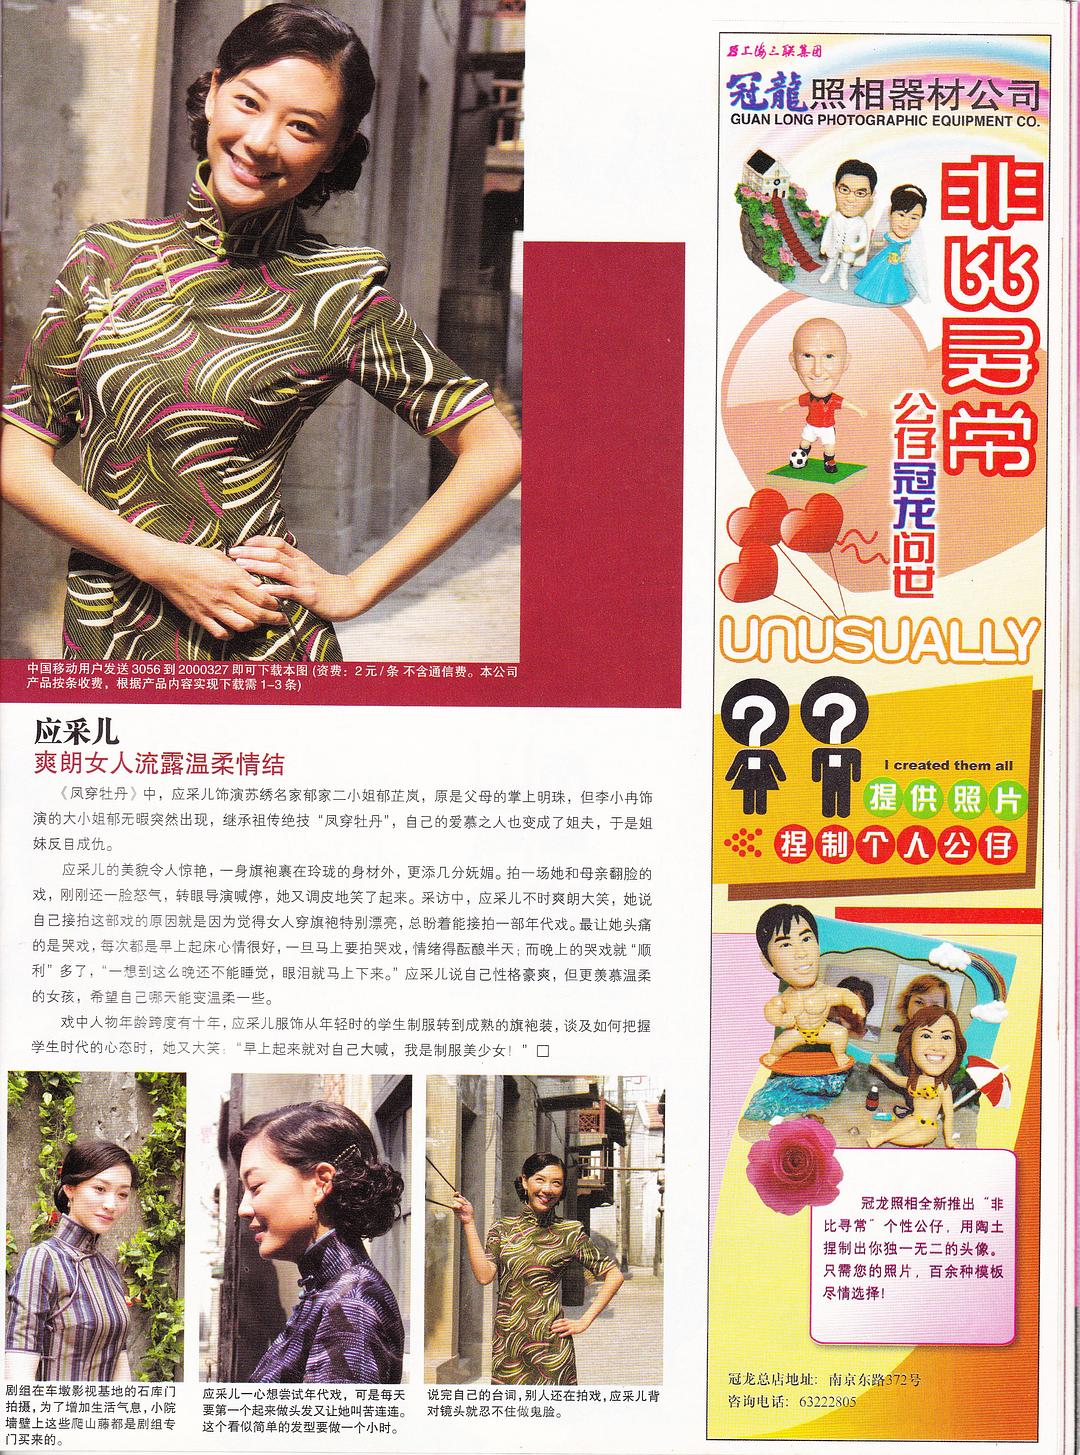 中国移动用户发送 3056 到 2000327 即可下载本图 (资费：2 元 / 条 不含通信费。本公司
产品按条收费，根据产品内容实现下载需 1-3 条)
应采儿
爽朗女人流露温柔情结
《凤穿牡丹》中，应采儿饰演苏绣名家郁家二小姐郁芷岚，原是父母的掌上明珠，但李小冉饰
演的大小姐郁无暇突然出现，继承祖传绝技“凤穿牡丹”，自己的爱慕之人也变成了姐夫，于是姐
妹反目成仇。
应采儿的美貌令人惊艳，一身旗袍裹在玲珑的身材外，更添几分妩媚。拍一场她和母亲翻脸的
戏，刚刚还一脸怒气，转眼导演喊停，她又调皮地笑了起来。采访中，应采儿不时爽朗大笑，她说
自己接拍这部戏的原因就是因为觉得女人穿旗袍特别漂亮，总盼着能接拍一部年代戏。最让她头痛
的是哭戏，每次都是早上起床心情很好，一旦马上要拍哭戏，情绪得酝酿半天；而晚上的哭戏就“顺
利”多了，“一想到这么晚还不能睡觉，眼泪就马上下来。”应采儿说自己性格豪爽，但更羡慕温柔
的女孩，希望自己哪天能变温柔一些。
戏中人物年龄跨度有十年，应采儿服饰从年轻时的学生制服转到成熟的旗袍装，谈及如何把握
学生时代的心态时，她又大笑：“早上起来就对自己大喊，我是制服美少女！”□
剧组在车墩影视基地的石库门
拍摄，为了增加生活气息，小院
墙壁上这些爬山藤都是剧组专
门买来的。
应采儿一心想尝试年代戏，可是每天
要第一个起来做头发又让她叫苦连连。
这个看似简单的发型要做一个小时。
说完自己的台词，别人还在拍戏，应采儿背
对镜头就忍不住做鬼脸。
上海三联集团
冠龍照相器材公司
GUAN LONG PHOTOGRAPHIC EQUIPMENT CO.
非比寻常
公仔冠龙问世
UNUSUALLY
? ?
I created them all
提供照片
捏制个人公仔
冠龙照相全新推出“非
比寻常”个性公仔，用陶土
捏制出你独一无二的头像。
只需您的照片，百余种模板
尽情选择！
冠龙总店地址：南京东路372号
咨询电话：63222805